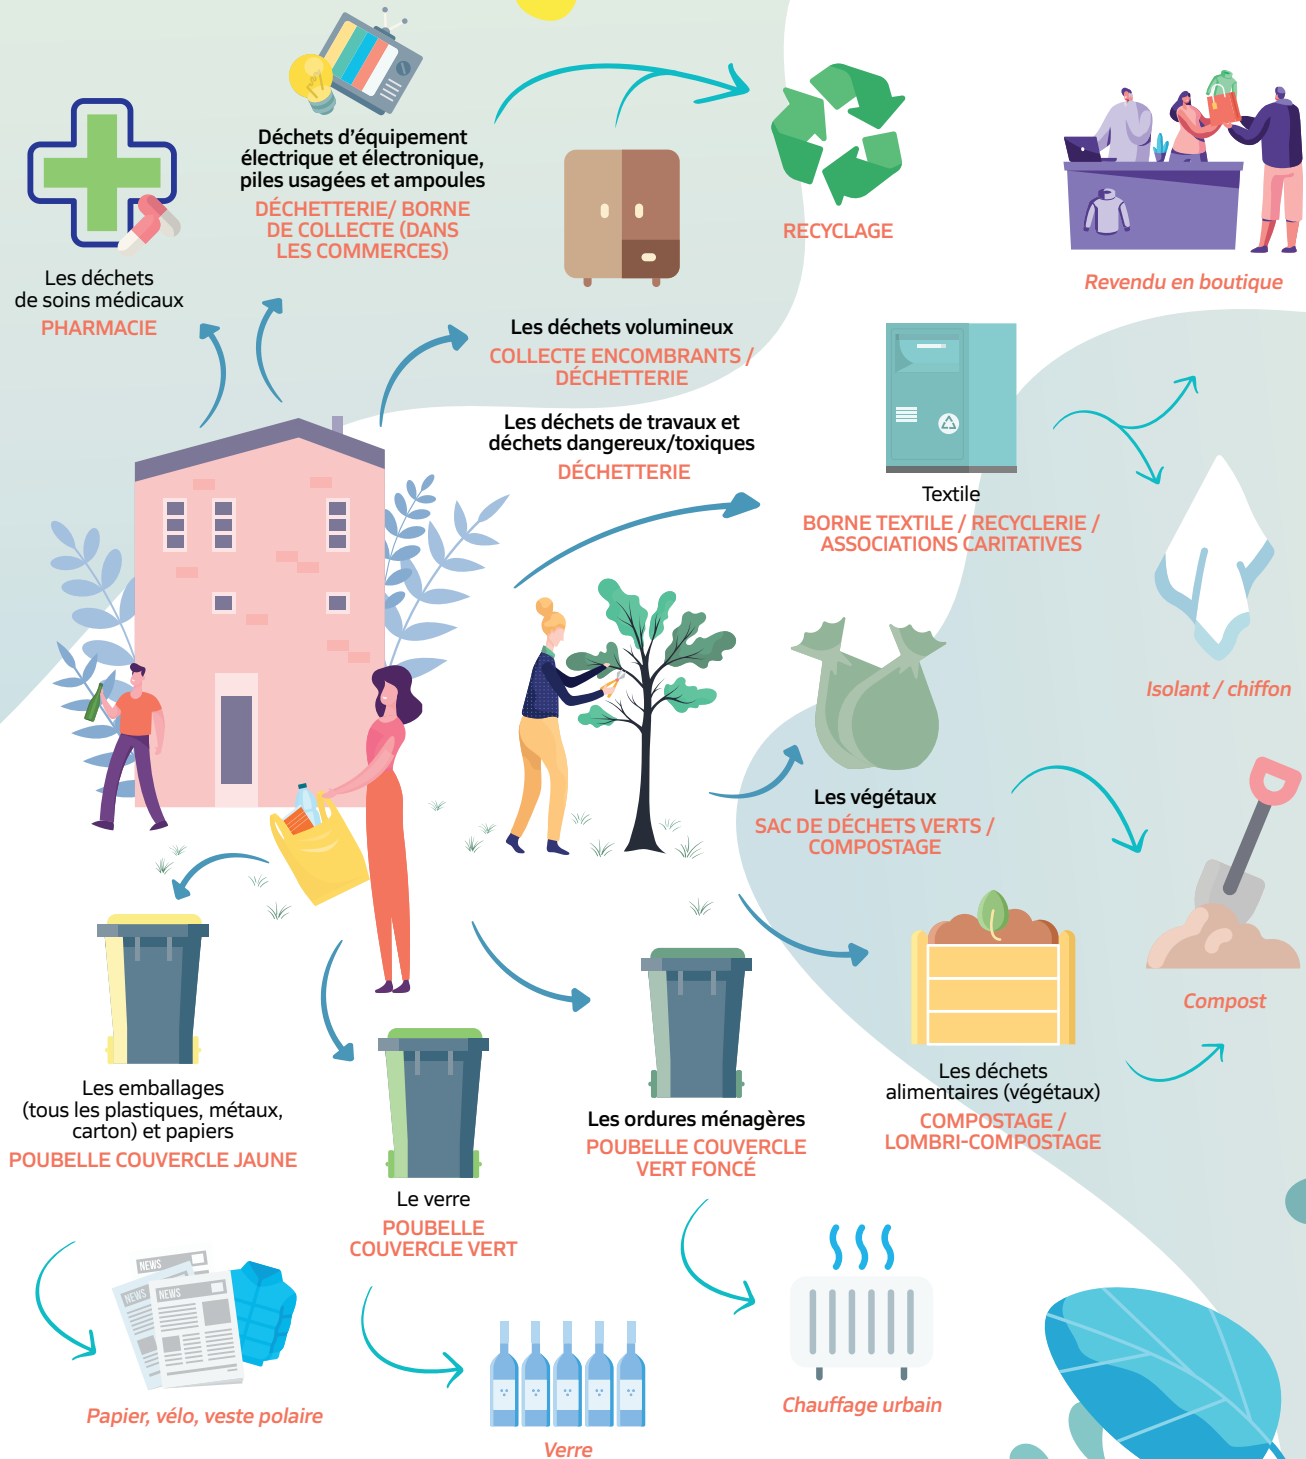 Déchets d'équipement
électrique et électronique,
piles usagées et ampoules
DÉCHETTERIE/ BORNE
DE COLLECTE (DANS
LES COMMERCES)
RECYCLAGE
Revendu en boutique
Les déchets
de soins médicaux
PHARMACIE
Les déchets volumineux
COLLECTE ENCOMBRANTS /
DÉCHETTERIE
Les déchets de travaux et
déchets dangereux/toxiques
DÉCHETTERIE
Textile
BORNE TEXTILE / RECYCLERIE /
ASSOCIATIONS CARITATIVES
Isolant / chiffon
Les végétaux
SAC DE DÉCHETS VERTS /
COMPOSTAGE
Compost
Les déchets
alimentaires (végétaux)
COMPOSTAGE /
LOMBRI-COMPOSTAGE
Les emballages
(tous les plastiques, métaux,
carton) et papiers
POUBELLE COUVERCLE JAUNE
Les ordures ménagères
POUBELLE COUVERCLE
VERT FONCÉ
Le verre
POUBELLE
COUVERCLE VERT
NEWS
NEWS
NEWS
Papier, vélo, veste polaire
Verre
Chauffage urbain